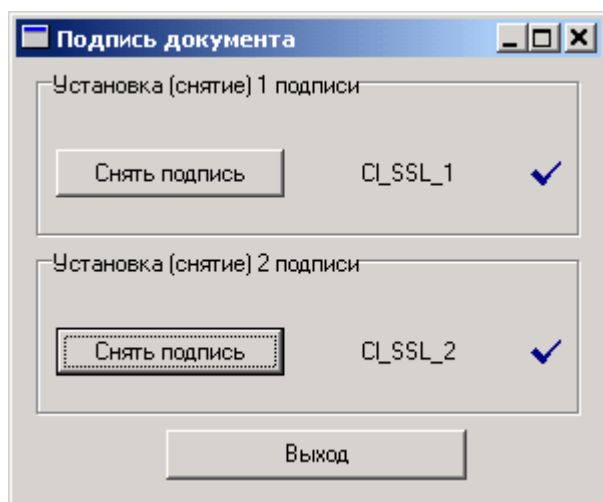 Подпись документа
Установка (снятие) 1 подписи
Снять подпись Cl_SSL_1
Установка (снятие) 2 подписи
Снять подпись Cl_SSL_2
Выход